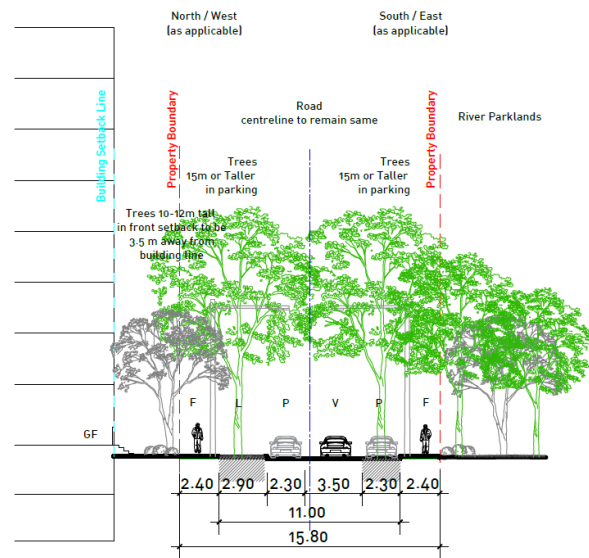 North / West
(as applicable)
South / East
(as applicable)
Building Setback Line
Property Boundary
Road
centreline to remain same
Property Boundary
River Parklands
Trees
15m or Taller
in parking
Trees
15m or Taller
in parking
Trees 10-12m tall
in front setback to be
3.5 m away from
building line
F L P V P F
GF
2.40 2.90 2.30 3.50 2.30 2.40
11.00
15.80